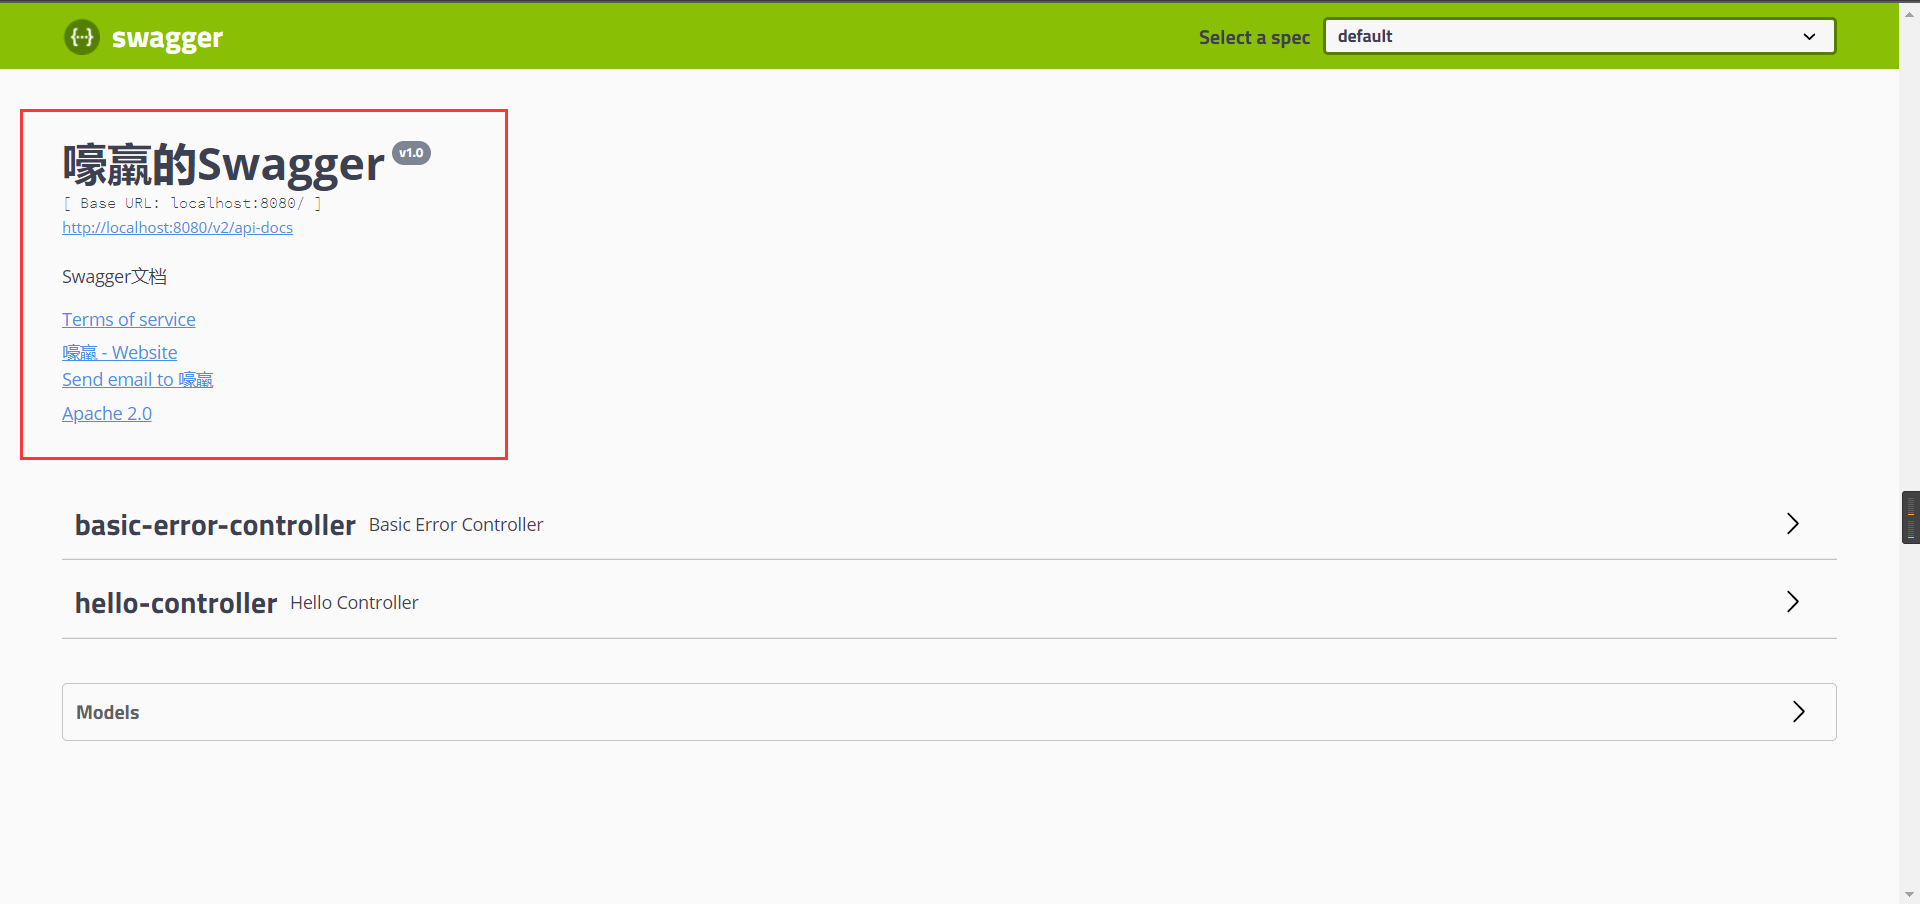 swagger
Select a spec
default
嚎羸的Swagger v1.0
[ Base URL: localhost:8080/ ]
http://localhost:8080/v2/api-docs
Swagger文档
Terms of service
嚎羸 - Website
Send email to 嚎羸
Apache 2.0
basic-error-controller Basic Error Controller
hello-controller Hello Controller
Models